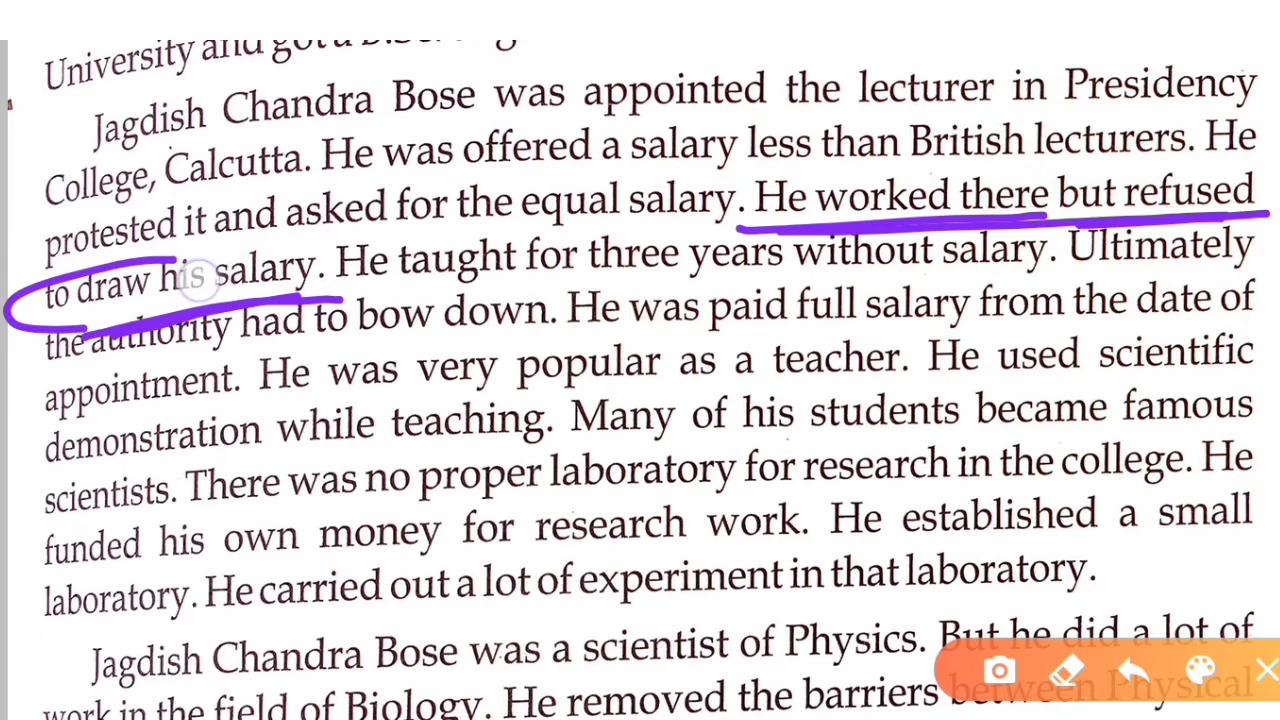 University and got a
Jagdish Chandra Bose was appointed the lecturer in Presidency
College, Calcutta. He was offered a salary less than British lecturers. He
protested it and asked for the equal salary. He worked there but refused
to draw his salary. He taught for three years without salary. Ultimately
the authority had to bow down. He was paid full salary from the date of
appointment. He was very popular as a teacher. He used scientific
demonstration while teaching. Many of his students became famous
scientists. There was no proper laboratory for research in the college. He
funded his own money for research work. He established a small
laboratory. He carried out a lot of experiment in that laboratory.
Jagdish Chandra Bose was a scientist of Physics. But he did a lot of
work in the field of Biology. He removed the barriers between Physical